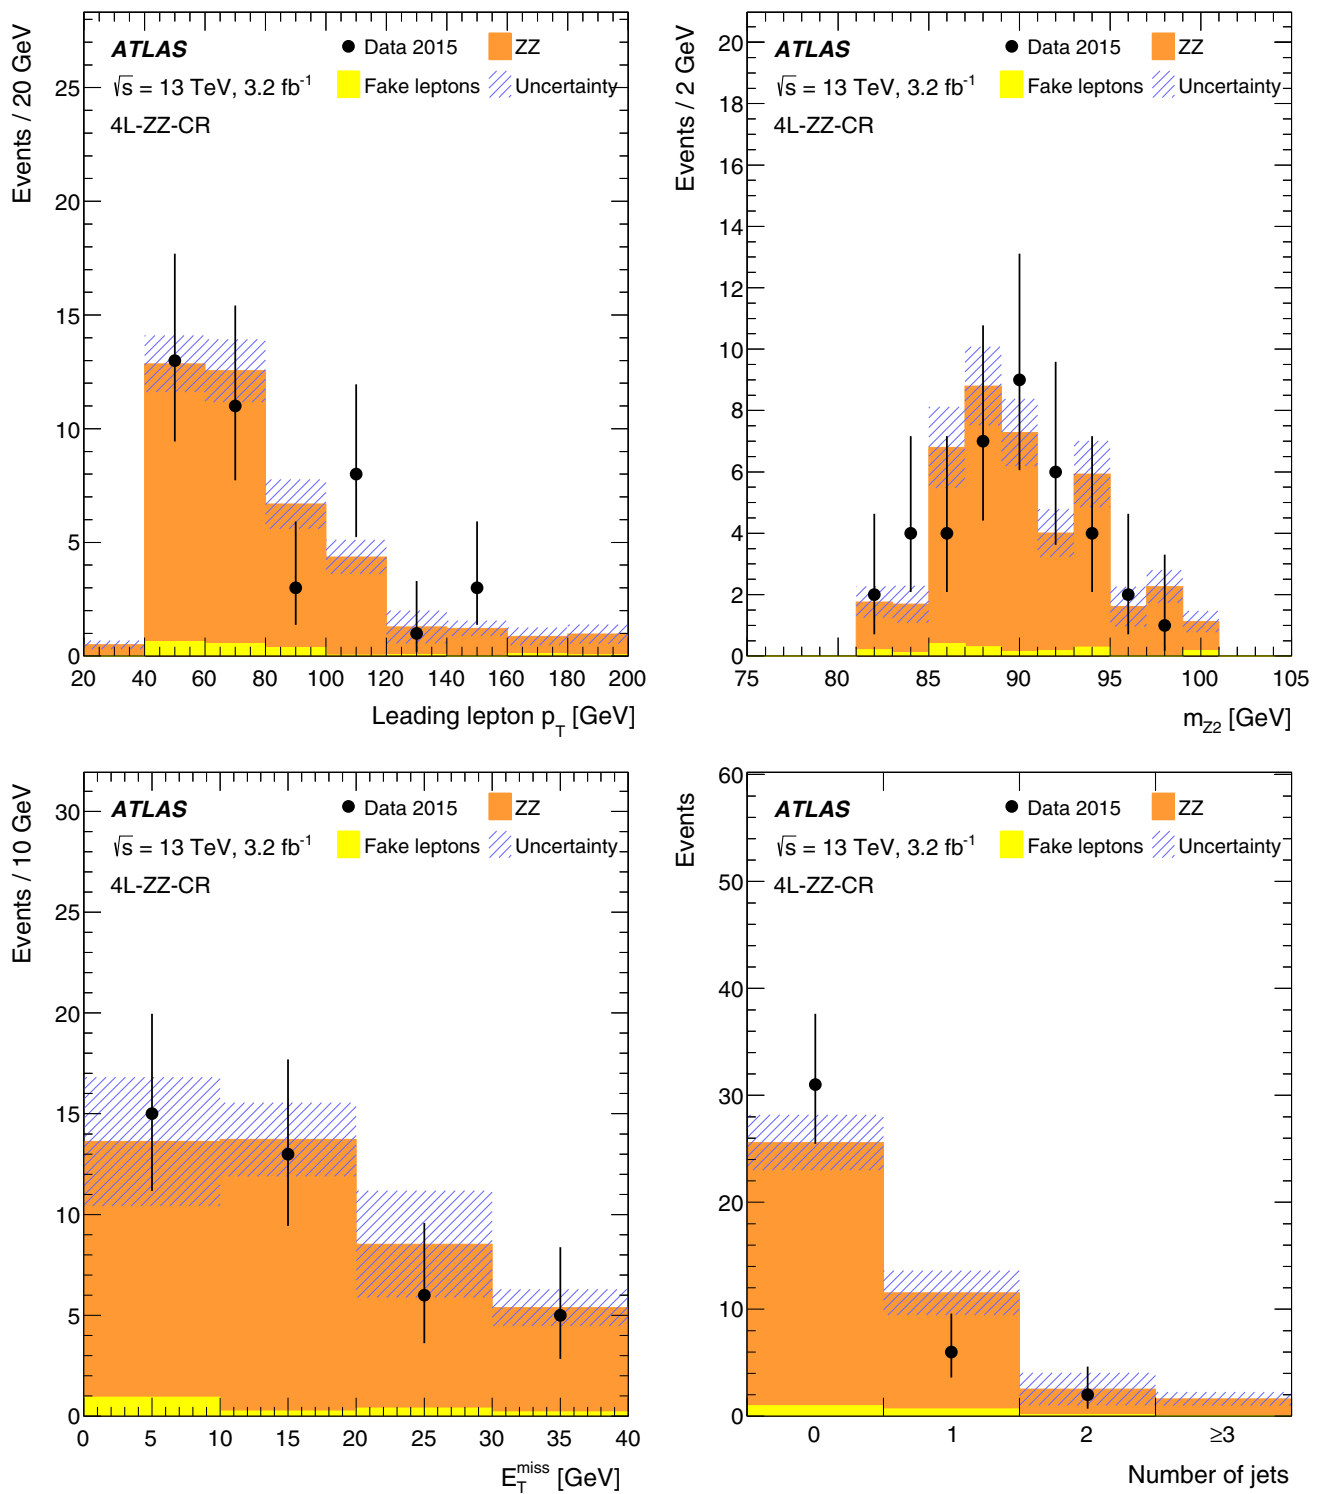 Events / 20 GeV
ATLAS
√s = 13 TeV, 3.2 fb⁻¹
4L-ZZ-CR
Data 2015
ZZ
Fake leptons
Uncertainty
25
20
15
10
5
0
20 40 60 80 100 120 140 160 180 200
Leading lepton p_T [GeV]
Events / 2 GeV
ATLAS
√s = 13 TeV, 3.2 fb⁻¹
4L-ZZ-CR
Data 2015
ZZ
Fake leptons
Uncertainty
20
18
16
14
12
10
8
6
4
2
0
75 80 85 90 95 100 105
m_Z2 [GeV]
Events / 10 GeV
ATLAS
√s = 13 TeV, 3.2 fb⁻¹
4L-ZZ-CR
Data 2015
ZZ
Fake leptons
Uncertainty
30
25
20
15
10
5
0
0 5 10 15 20 25 30 35 40
E_T^miss [GeV]
Events
ATLAS
√s = 13 TeV, 3.2 fb⁻¹
4L-ZZ-CR
Data 2015
ZZ
Fake leptons
Uncertainty
60
50
40
30
20
10
0
0 1 2 ≥3
Number of jets